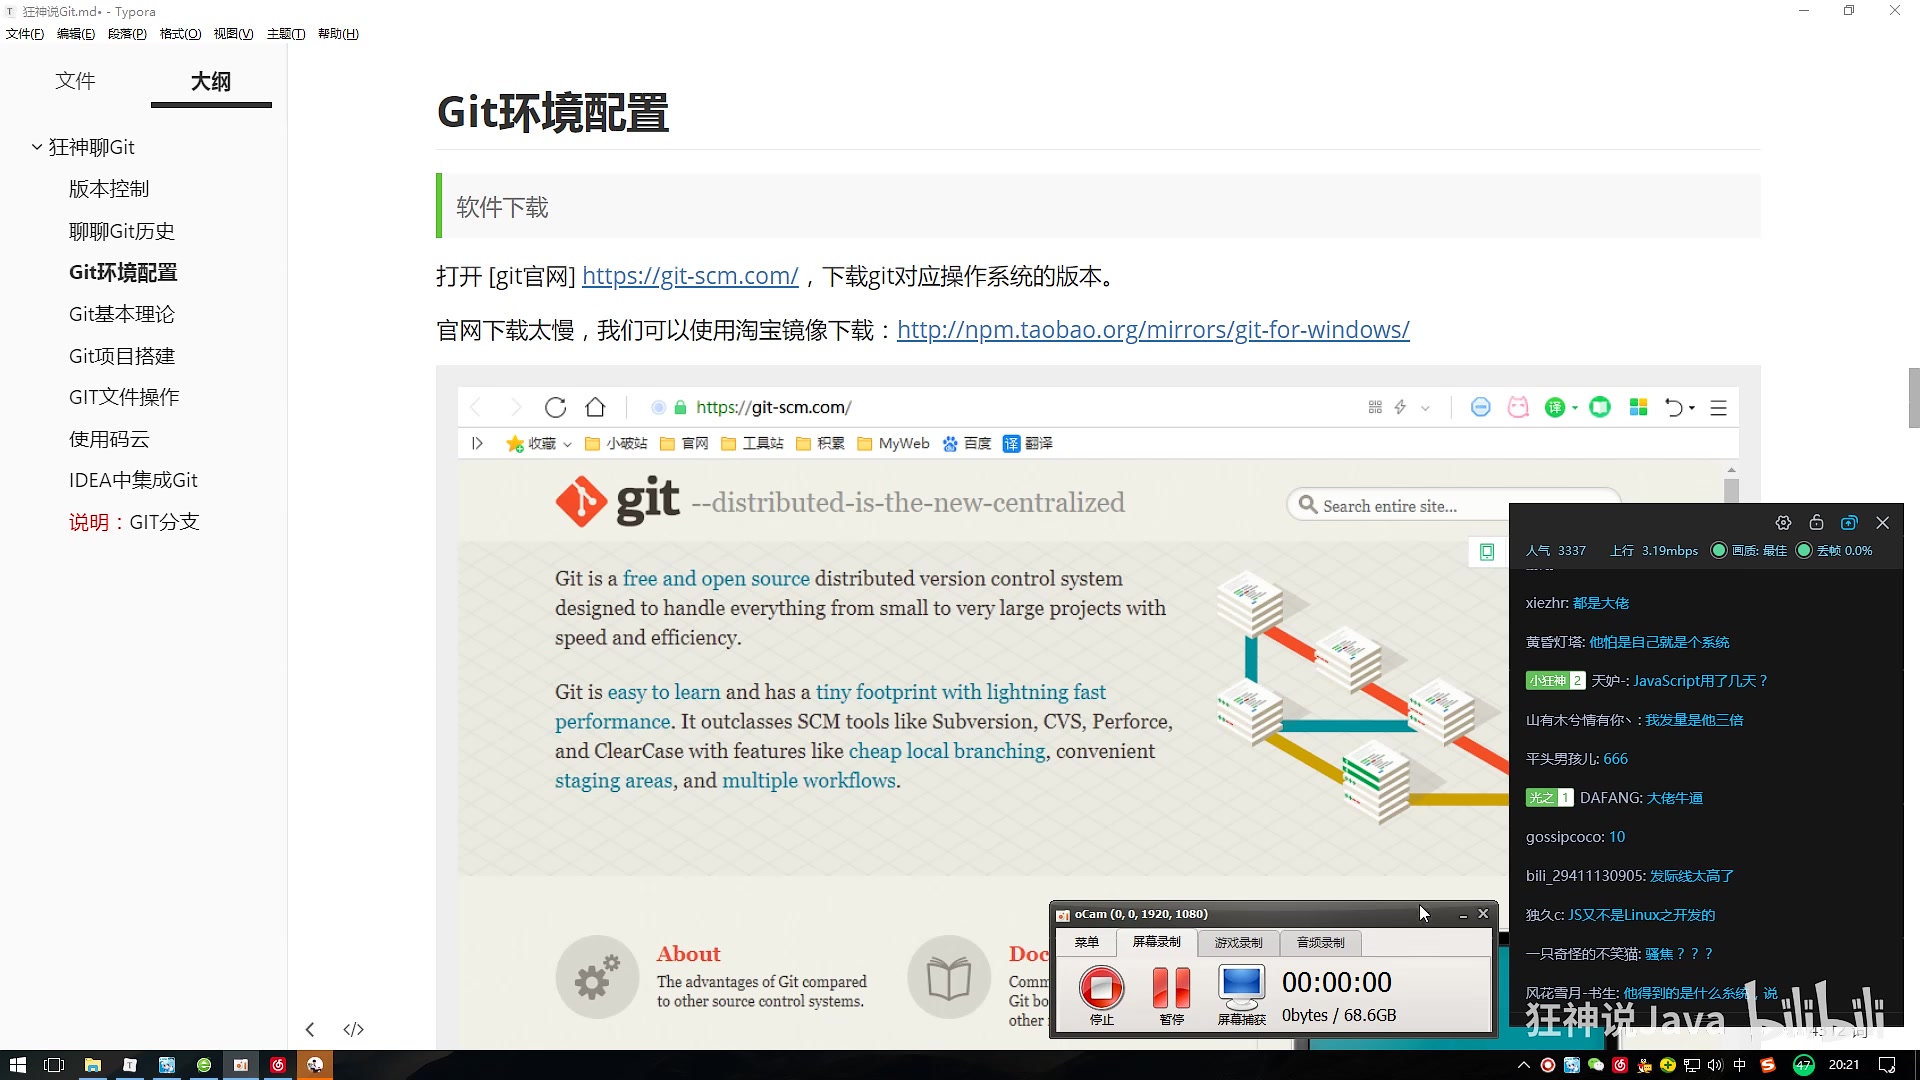 狂神说Git.md• - Typora
文件(F) 编辑(E) 段落(P) 格式(O) 视图(V) 主题(T) 帮助(H)
文件 大纲
狂神聊Git
版本控制
聊聊Git历史
Git环境配置
Git基本理论
Git项目搭建
GIT文件操作
使用码云
IDEA中集成Git
说明：GIT分支
Git环境配置
软件下载
打开 [git官网] https://git-scm.com/，下载git对应操作系统的版本。
官网下载太慢，我们可以使用淘宝镜像下载：http://npm.taobao.org/mirrors/git-for-windows/
https://git-scm.com/
收藏 小破站 官网 工具站 积累 MyWeb 百度 译 翻译
git --distributed-is-the-new-centralized
Search entire site...
Git is a free and open source distributed version control system
designed to handle everything from small to very large projects with
speed and efficiency.
Git is easy to learn and has a tiny footprint with lightning fast
performance. It outclasses SCM tools like Subversion, CVS, Perforce,
and ClearCase with features like cheap local branching, convenient
staging areas, and multiple workflows.
About
The advantages of Git compared
to other source control systems.
Doc
Comm
Git bo
other
oCam (0, 0, 1920, 1080)
菜单 屏幕录制 游戏录制 音频录制
停止 暂停 屏幕捕获
00:00:00
0bytes / 68.6GB
人气 3337 上行 3.19mbps 画质: 最佳 丢帧 0.0%
xiezhr: 都是大佬
黄昏灯塔: 他怕是自己就是个系统
小狂神 2 天妒-: JavaScript用了几天？
山有木兮情有你丶: 我发量是他三倍
平头男孩儿: 666
光之 1 DAFANG: 大佬牛逼
gossipcoco: 10
bili_29411130905: 发际线太高了
独久c: JS又不是Linux之开发的
一只奇怪的不笑猫: 骚焦？？？
风花雪月-书生: 他得到的是什么系统，说
狂神说Java bilibili
中 47 20:21